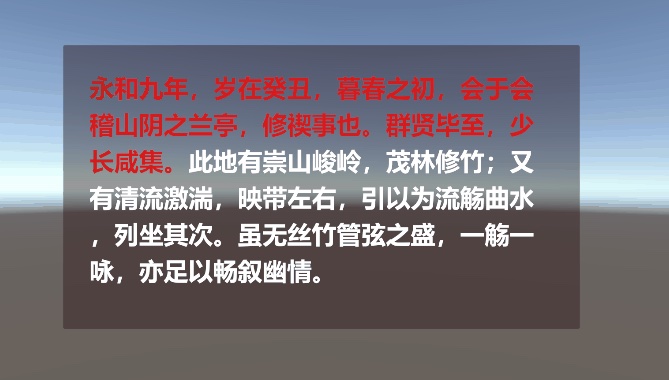 永和九年，岁在癸丑，暮春之初，会于会
稽山阴之兰亭，修禊事也。群贤毕至，少
长咸集。此地有崇山峻岭，茂林修竹；又
有清流激湍，映带左右，引以为流觞曲水
，列坐其次。虽无丝竹管弦之盛，一觞一
咏，亦足以畅叙幽情。